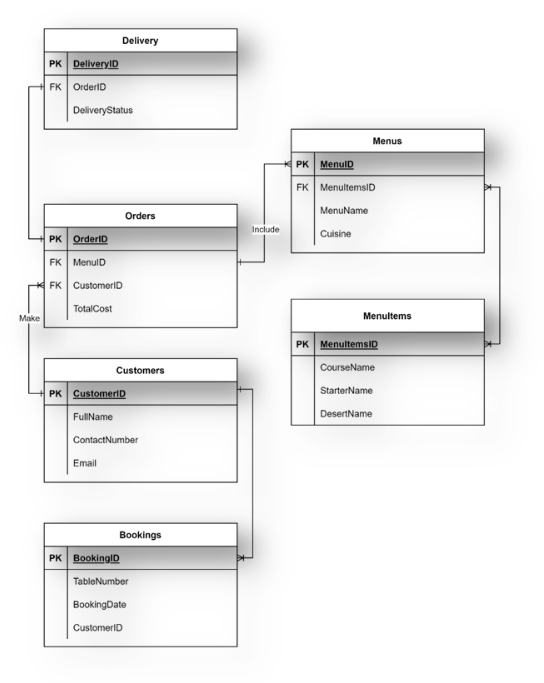 Delivery
PK DeliveryID
FK OrderID
DeliveryStatus
Menus
PK MenuID
FK MenuItemsID
MenuName
Cuisine
Orders
PK OrderID
FK MenuID
FK CustomerID
TotalCost
Include
Make
MenuItems
PK MenuItemsID
CourseName
StarterName
DesertName
Customers
PK CustomerID
FullName
ContactNumber
Email
Bookings
PK BookingID
TableNumber
BookingDate
CustomerID